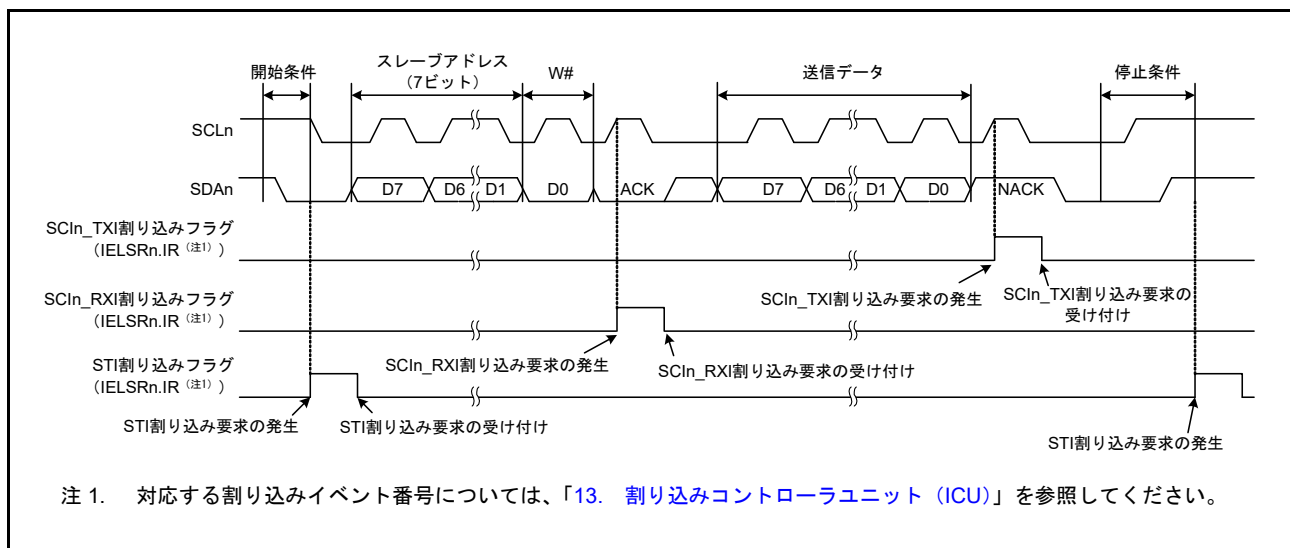 開始条件
スレーブアドレス
（7ビット）
W#
送信データ
停止条件
SCLn
SDAn
D7
D6
D1
D0
ACK
D7
D6
D1
D0
NACK
SCIn_TXI割り込みフラグ
（IELSRn.IR（注1））
SCIn_TXI割り込み要求の発生
SCIn_TXI割り込み要求の
受け付け
SCIn_RXI割り込みフラグ
（IELSRn.IR（注1））
SCIn_RXI割り込み要求の発生
SCIn_RXI割り込み要求の受け付け
STI割り込みフラグ
（IELSRn.IR（注1））
STI割り込み要求の発生
STI割り込み要求の受け付け
STI割り込み要求の発生
注 1. 対応する割り込みイベント番号については、「13. 割り込みコントローラユニット（ICU）」を参照してください。